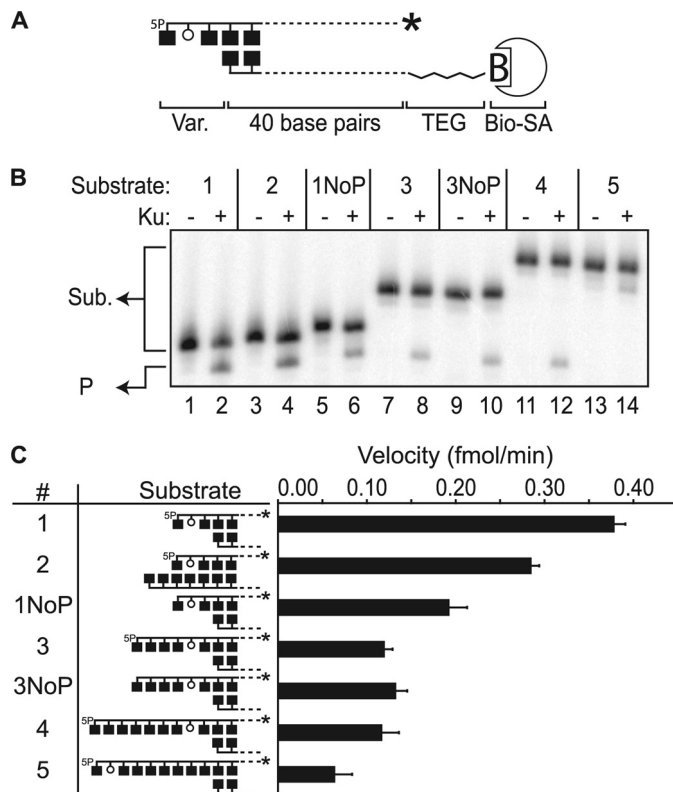 A
5P
*
B
Var. 40 base pairs TEG Bio-SA
B
Substrate: 1 2 1NoP 3 3NoP 4 5
Ku: - + - + - + - + - + - + - +
Sub.
P
1 2 3 4 5 6 7 8 9 10 11 12 13 14
C
Velocity (fmol/min)
# Substrate 0.00 0.10 0.20 0.30 0.40
1 5P *
2 5P *
1NoP *
3 5P *
3NoP *
4 5P *
5 5P *